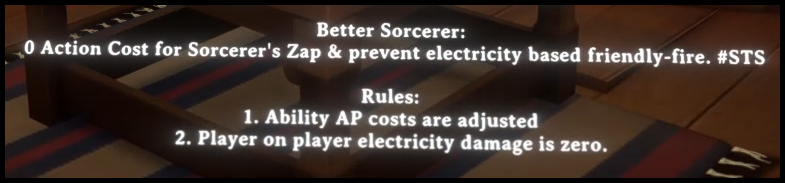 Better Sorcerer:
0 Action Cost for Sorcerer's Zap & prevent electricity based friendly-fire. #STS
Rules:
1. Ability AP costs are adjusted
2. Player on player electricity damage is zero.